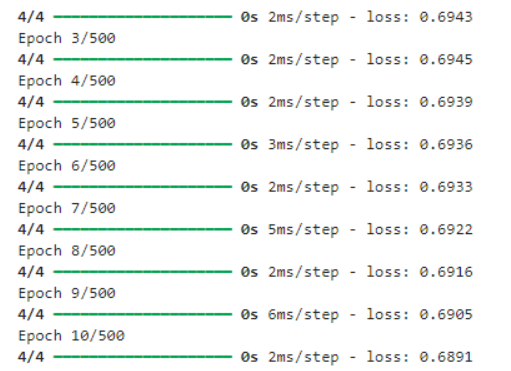 4/4 ━━━━━━━━━━━━━━━━━━━━ 0s 2ms/step - loss: 0.6943
Epoch 3/500
4/4 ━━━━━━━━━━━━━━━━━━━━ 0s 2ms/step - loss: 0.6945
Epoch 4/500
4/4 ━━━━━━━━━━━━━━━━━━━━ 0s 2ms/step - loss: 0.6939
Epoch 5/500
4/4 ━━━━━━━━━━━━━━━━━━━━ 0s 3ms/step - loss: 0.6936
Epoch 6/500
4/4 ━━━━━━━━━━━━━━━━━━━━ 0s 2ms/step - loss: 0.6933
Epoch 7/500
4/4 ━━━━━━━━━━━━━━━━━━━━ 0s 5ms/step - loss: 0.6922
Epoch 8/500
4/4 ━━━━━━━━━━━━━━━━━━━━ 0s 2ms/step - loss: 0.6916
Epoch 9/500
4/4 ━━━━━━━━━━━━━━━━━━━━ 0s 6ms/step - loss: 0.6905
Epoch 10/500
4/4 ━━━━━━━━━━━━━━━━━━━━ 0s 2ms/step - loss: 0.6891